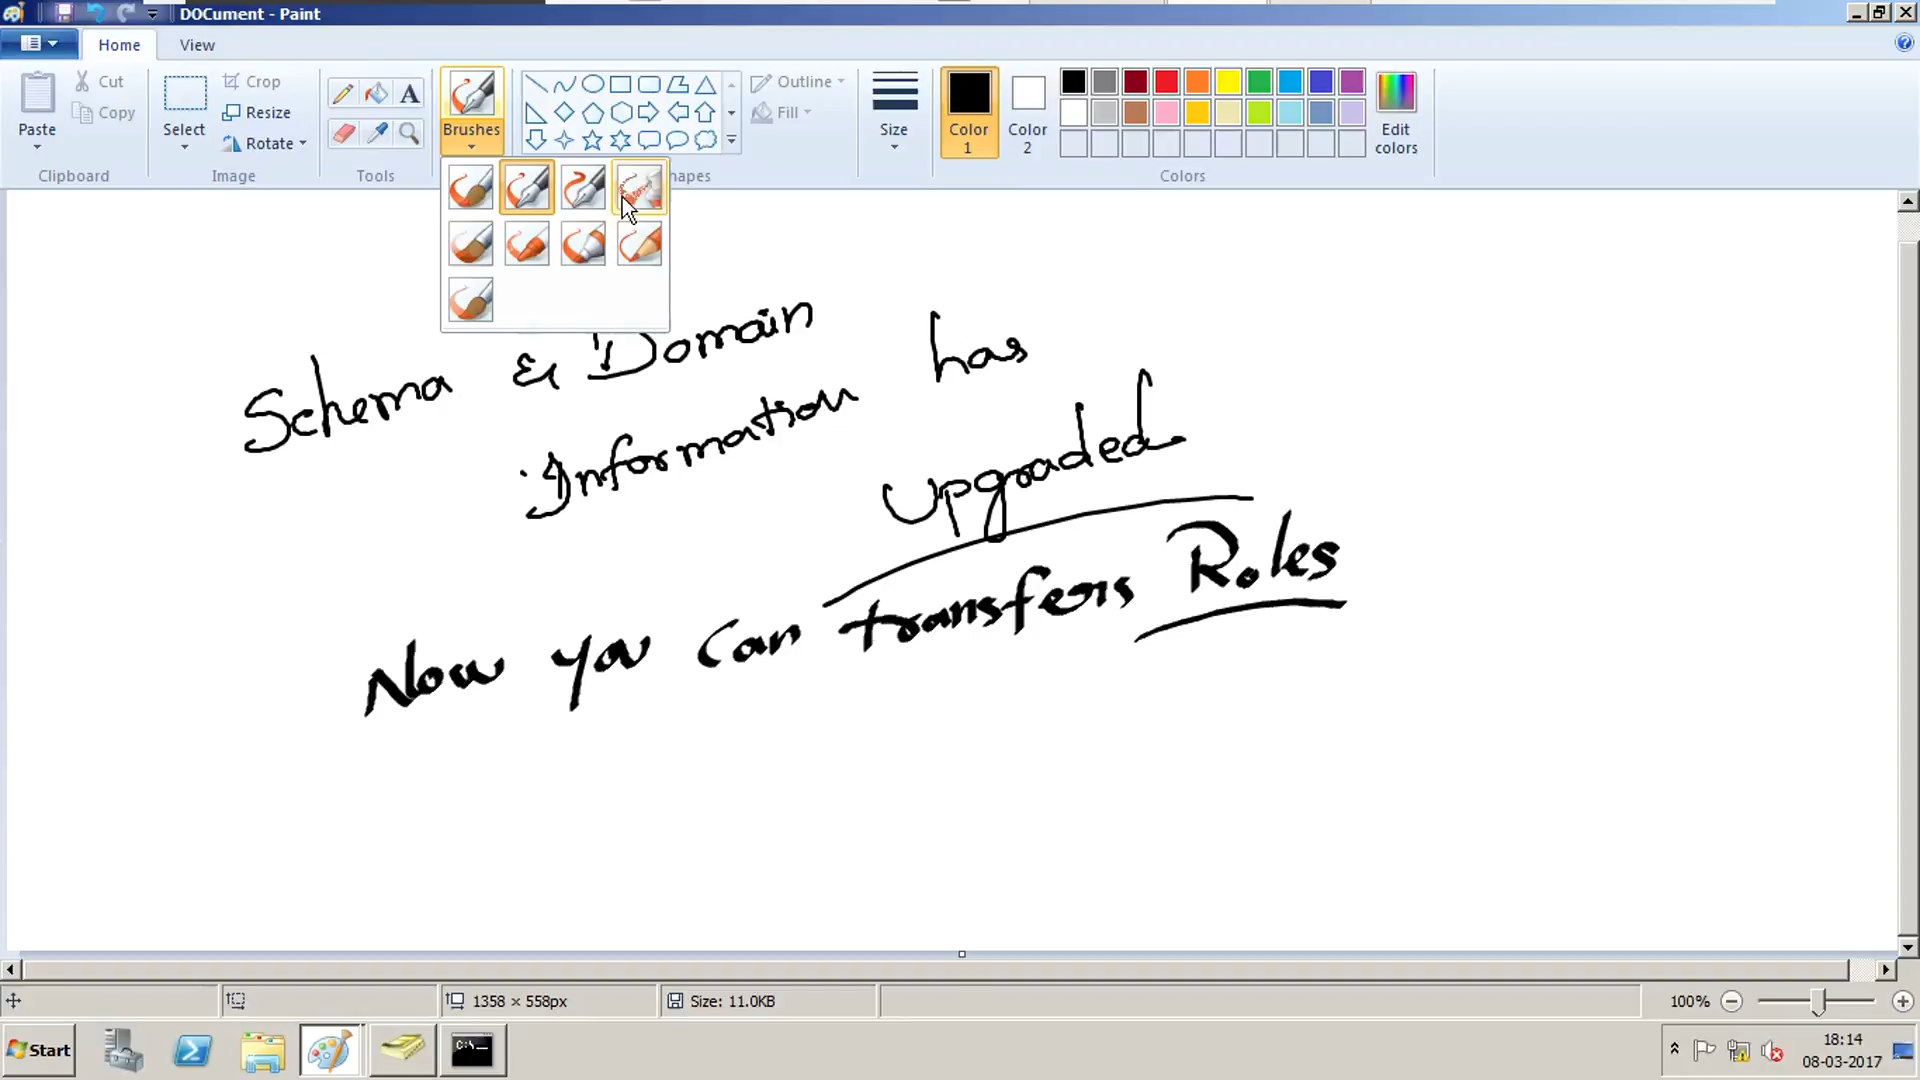 DOCument - Paint
Home View
Paste
Cut
Copy
Clipboard
Select
Crop
Resize
Rotate
Image
Tools
Brushes
Outline
Fill
apes
Size
Color 1
Color 2
Edit colors
Colors
Schema & Domain
Information has
Upgraded
Now you can transfers Roles
1358 × 558px
Size: 11.0KB
100%
Start
C:\_
18:14
08-03-2017